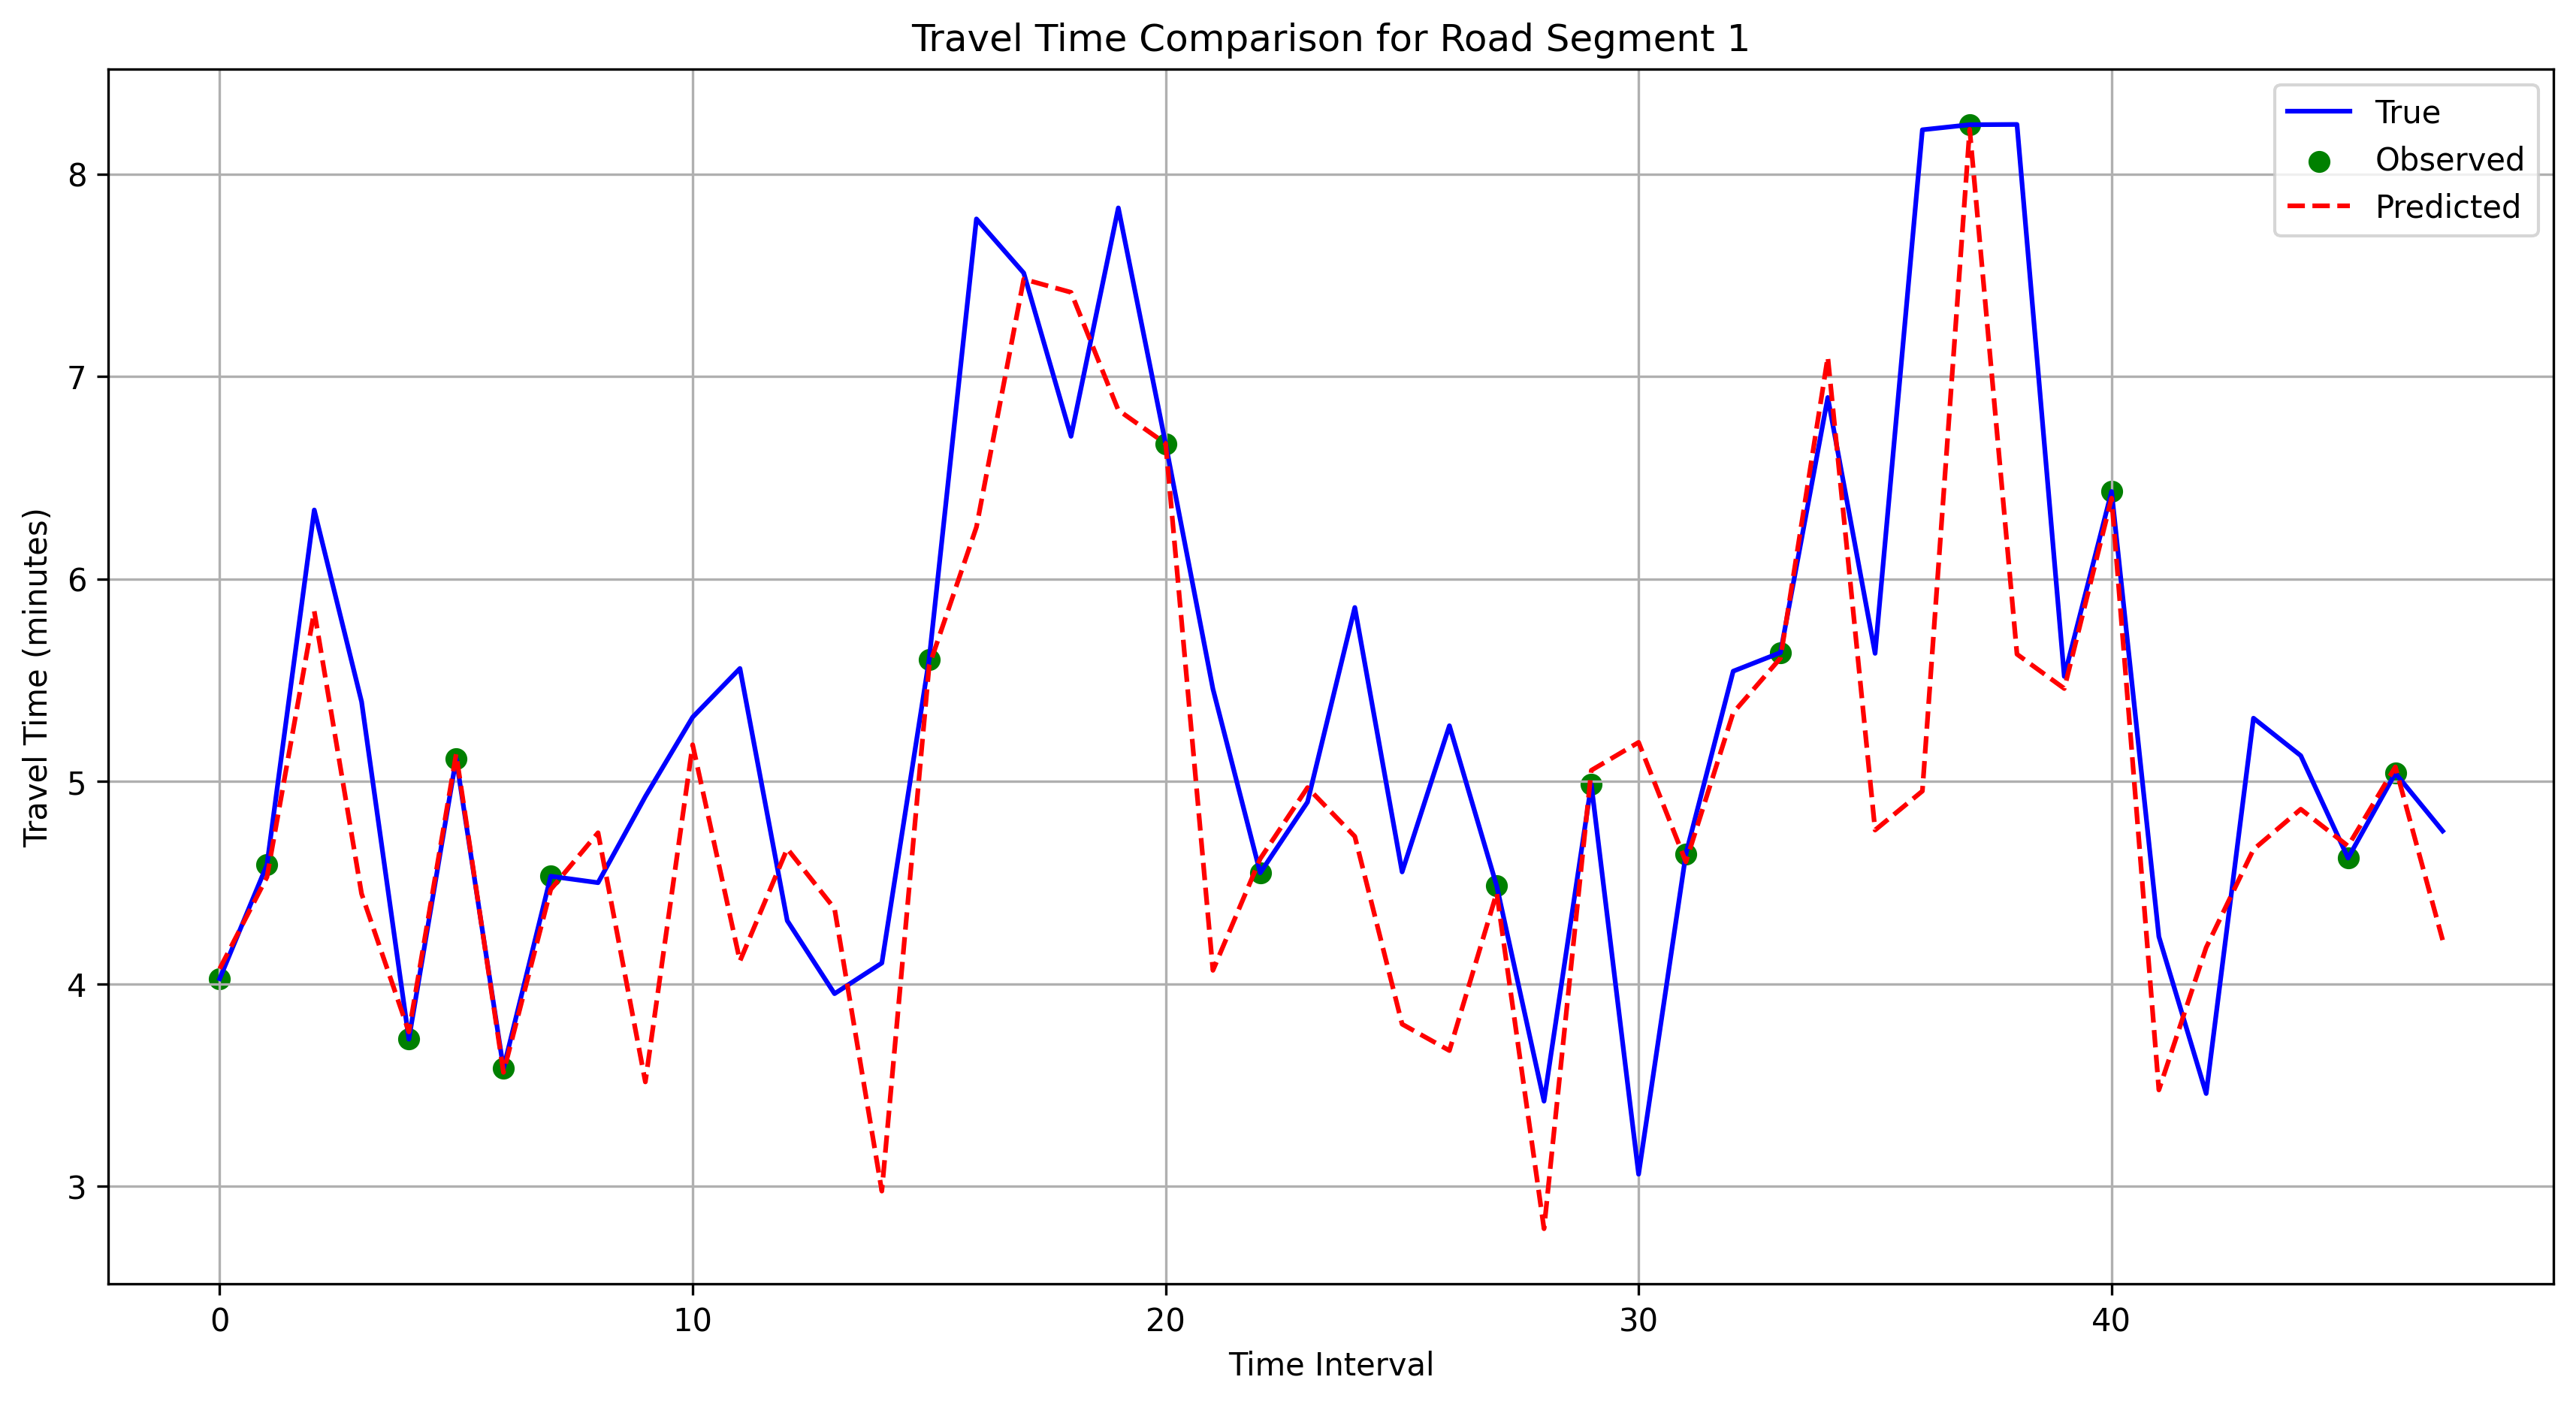 Travel Time Comparison for Road Segment 1
True
Observed
Predicted
8
7
6
5
4
3
Travel Time (minutes)
0 10 20 30 40
Time Interval